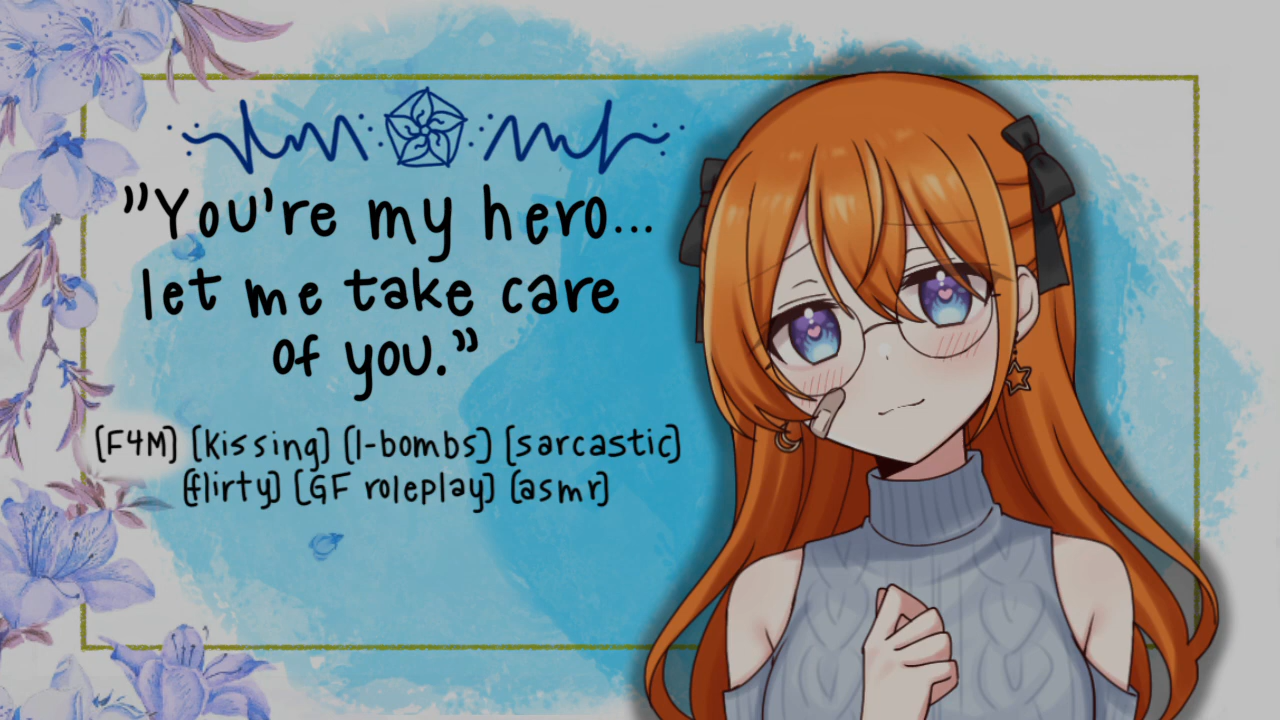 "You're my hero...
let me take care
of you."
[F4M] [kissing] [l-bombs] [sarcastic]
[flirty] [GF roleplay] [asmr]